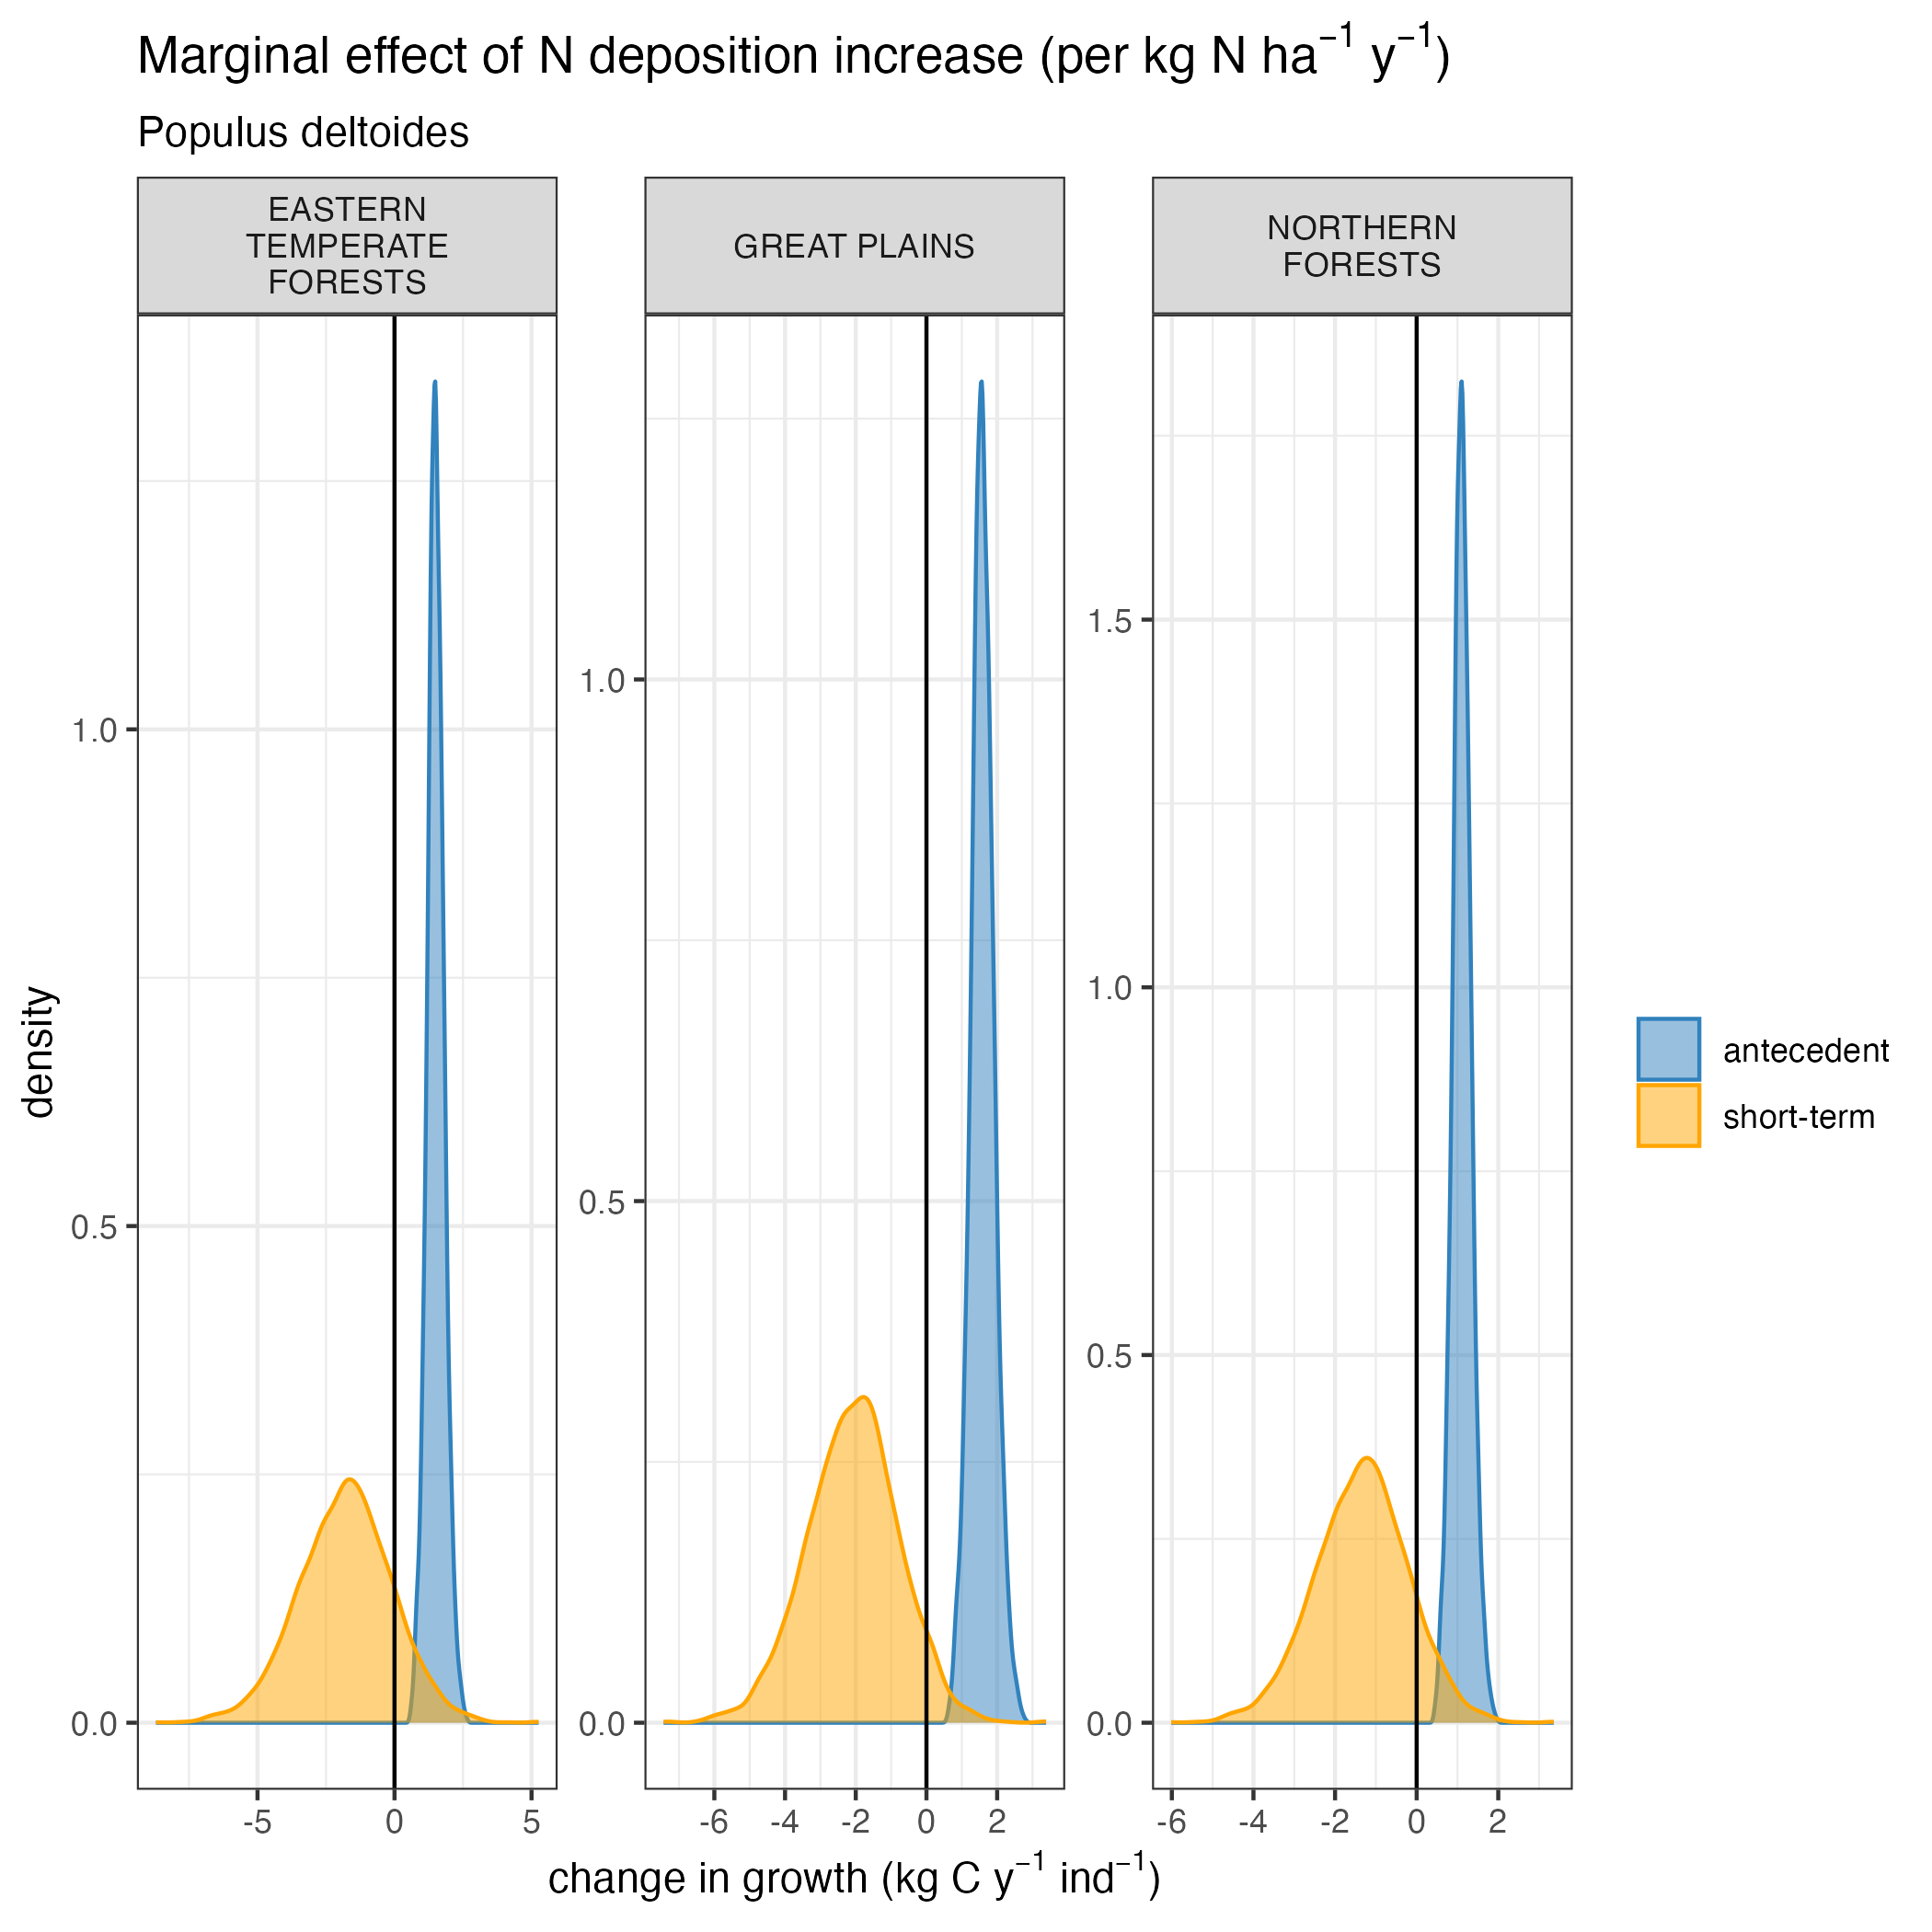 Marginal effect of N deposition increase (per kg N ha⁻¹ y⁻¹)
Populus deltoides
EASTERN
TEMPERATE
FORESTS
GREAT PLAINS
NORTHERN
FORESTS
density
1.0
0.5
0.0
1.0
0.5
0.0
1.5
1.0
0.5
0.0
-5 0 5
-6 -4 -2 0 2
-6 -4 -2 0 2
change in growth (kg C y⁻¹ ind⁻¹)
antecedent
short-term